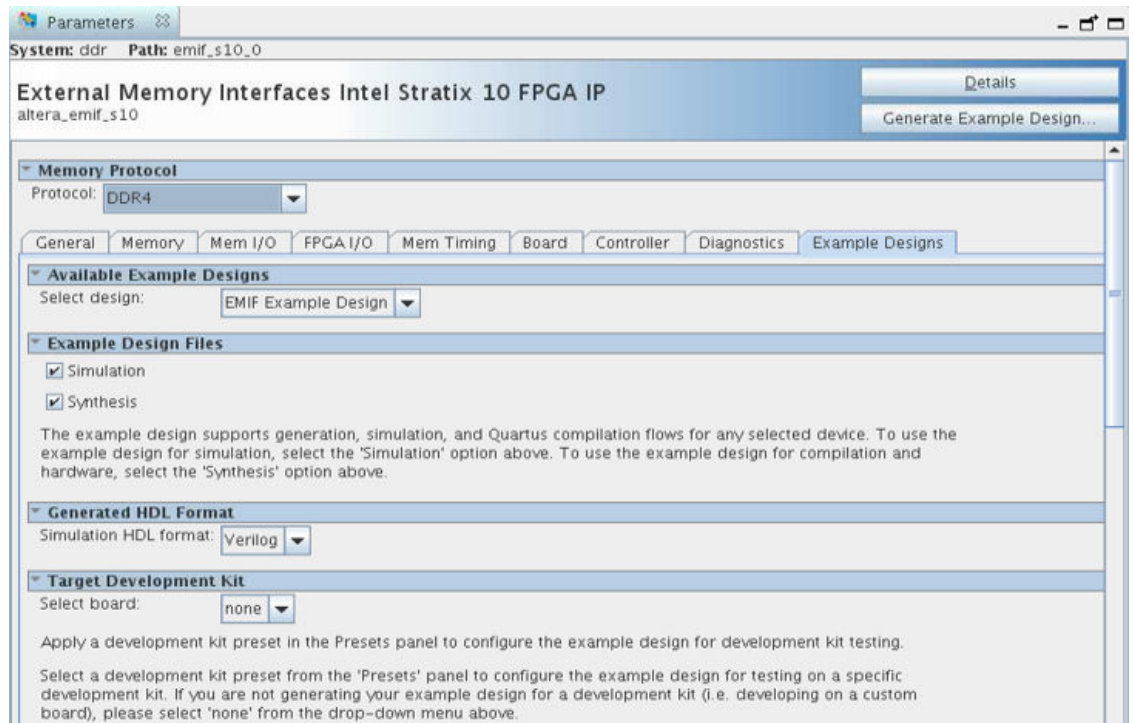 Parameters
System: ddr Path: emif_s10_0
External Memory Interfaces Intel Stratix 10 FPGA IP
altera_emif_s10
Details
Generate Example Design...
Memory Protocol
Protocol: DDR4
General Memory Mem I/O FPGA I/O Mem Timing Board Controller Diagnostics Example Designs
Available Example Designs
Select design: EMIF Example Design
Example Design Files
Simulation
Synthesis
The example design supports generation, simulation, and Quartus compilation flows for any selected device. To use the
example design for simulation, select the 'Simulation' option above. To use the example design for compilation and
hardware, select the 'Synthesis' option above.
Generated HDL Format
Simulation HDL format: Verilog
Target Development Kit
Select board: none
Apply a development kit preset in the Presets panel to configure the example design for development kit testing.
Select a development kit preset from the 'Presets' panel to configure the example design for testing on a specific
development kit. If you are not generating your example design for a development kit (i.e. developing on a custom
board), please select 'none' from the drop-down menu above.